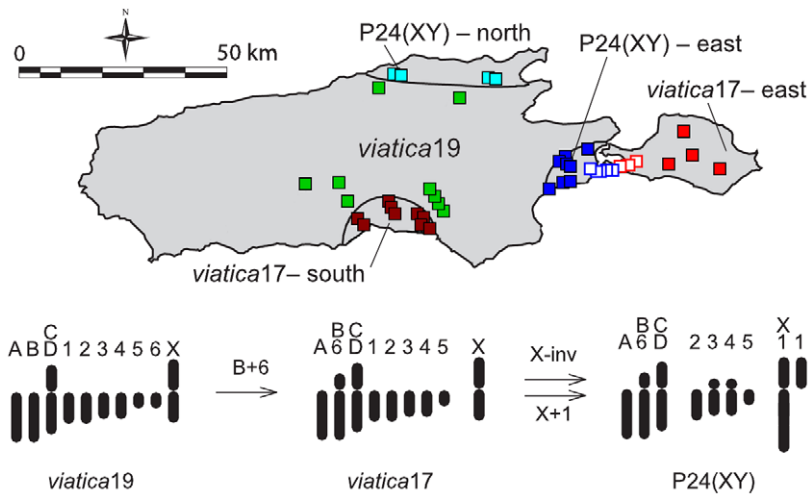 N
0 50 km
P24(XY) – north
P24(XY) – east
viatica17– east
viatica19
viatica17– south
C
A B D 1 2 3 4 5 6 X
B+6
B C
A 6 D 1 2 3 4 5 X
X-inv
X+1
B C X
A 6 D 2 3 4 5 1 1
viatica19
viatica17
P24(XY)